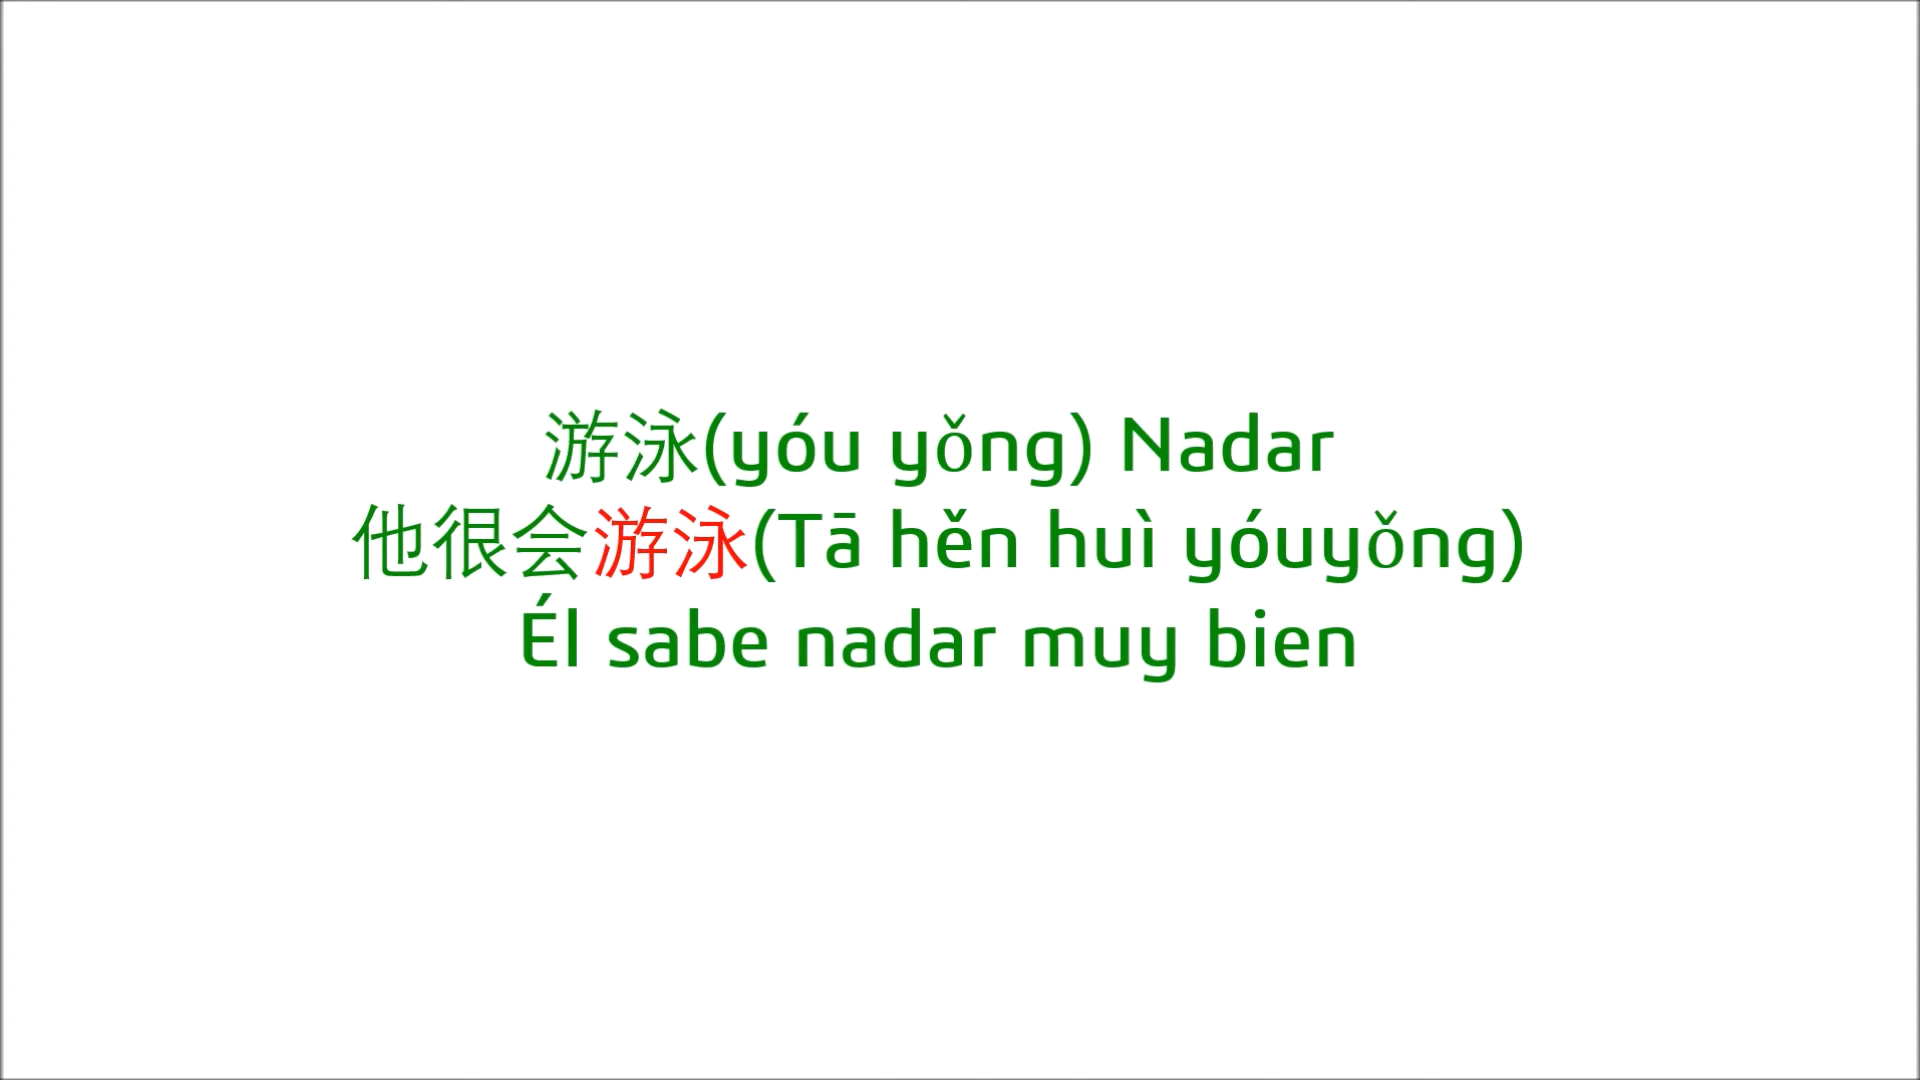 游泳(yóu yǒng) Nadar
他很会游泳(Tā hěn huì yóuyǒng)
Él sabe nadar muy bien